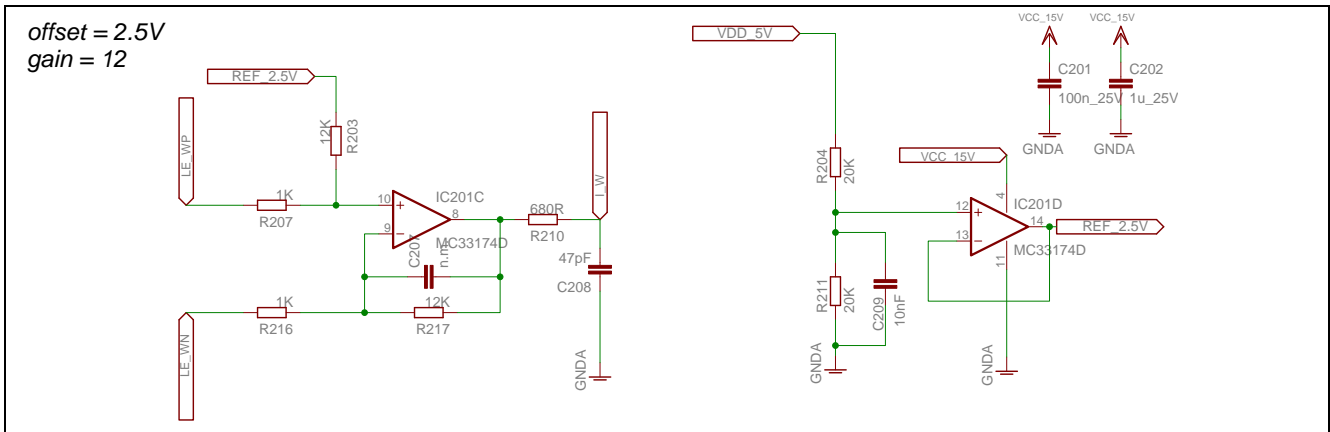 offset = 2.5V
gain = 12
REF_2.5V
LE_WP
12K
R203
1K
R207
10
9
IC201C
8
MC33174D
C207
n.m
680R
R210
I_W
47pF
C208
GNDA
1K
R216
12K
R217
LE_WN
VDD_5V
R204
20K
R211
20K
C209
10nF
GNDA
VCC_15V
VCC_15V
C201
100n_25V
C202
1u_25V
GNDA
GNDA
VCC_15V
4
IC201D
12
13
14
REF_2.5V
MC33174D
11
GNDA